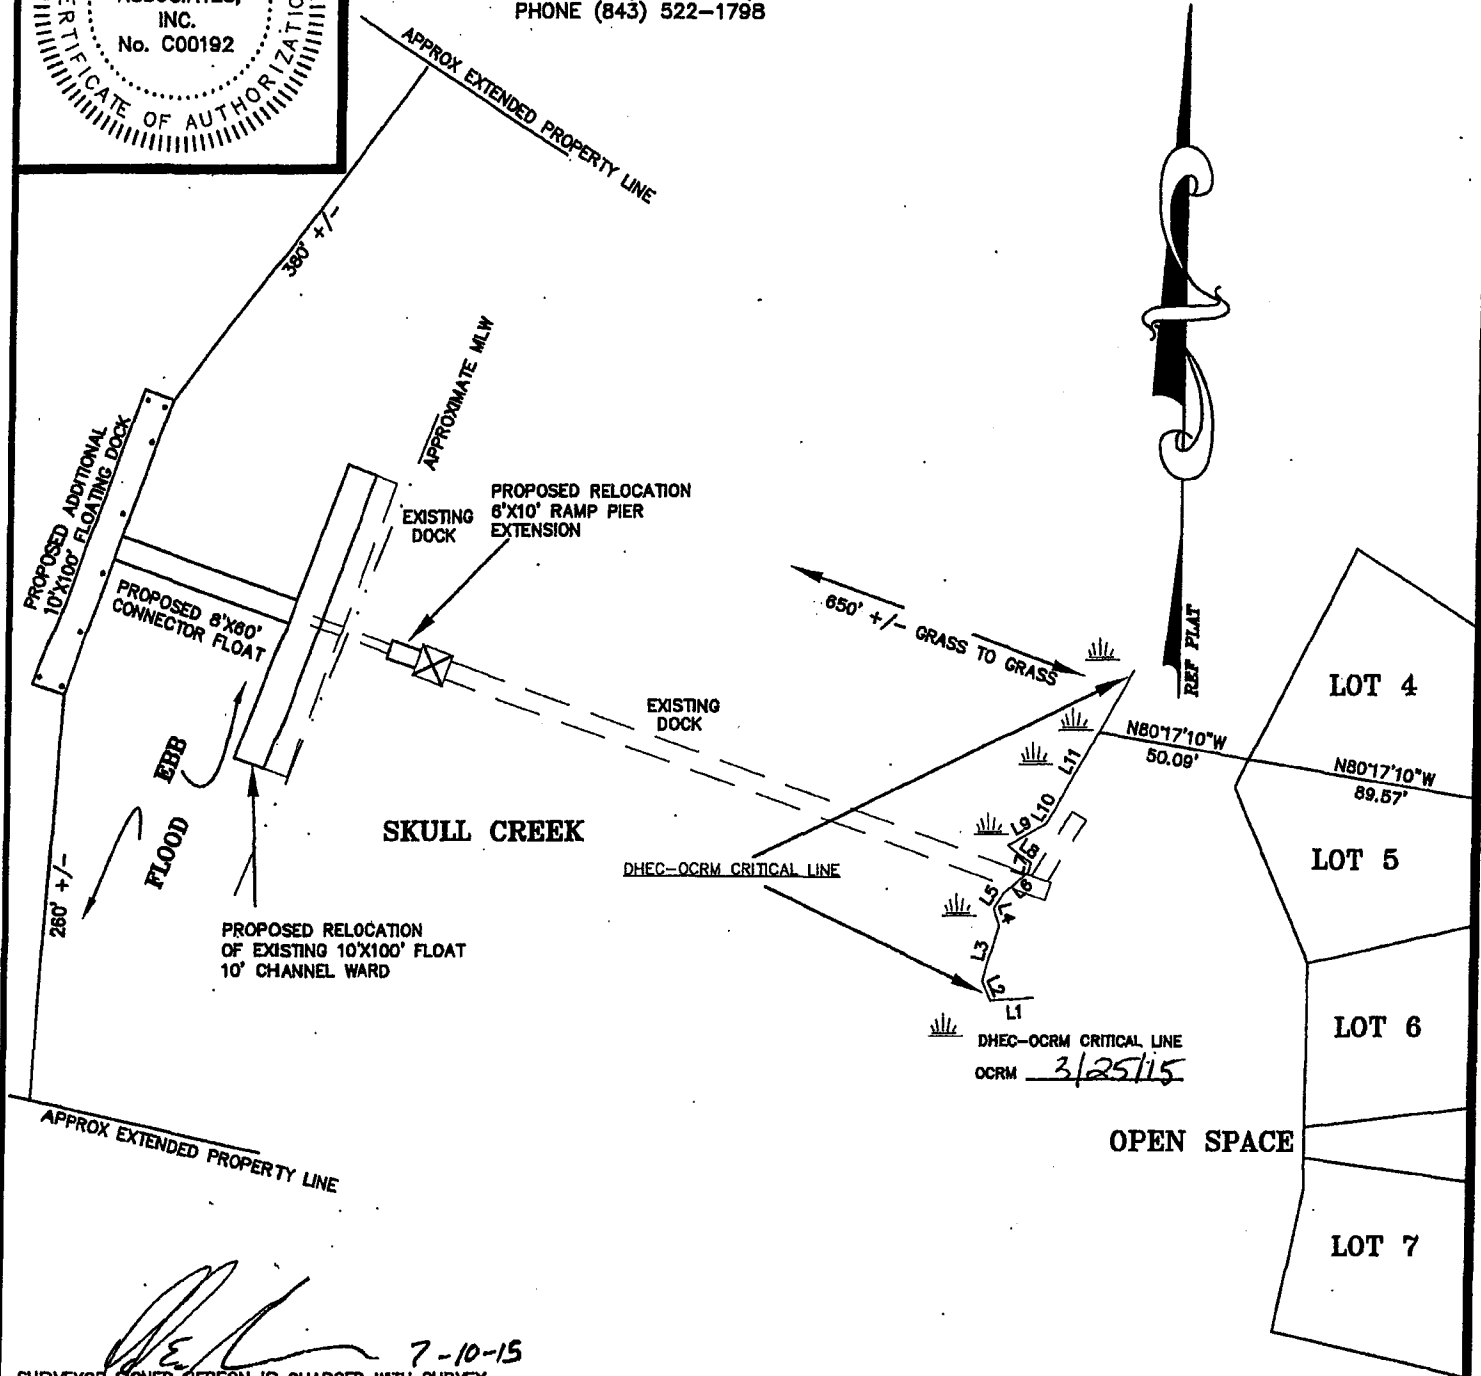 PHONE (843) 522-1798
INC.
No. C00192
CERTIFICATE OF AUTHORIZATIO
APPROX EXTENDED PROPERTY LINE
380' +/-
APPROXIMATE MLW
PROPOSED ADDITIONAL
10'X100' FLOATING DOCK
EXISTING
DOCK
PROPOSED RELOCATION
6'X10' RAMP PIER
EXTENSION
PROPOSED 8'X60'
CONNECTOR FLOAT
650' +/- GRASS TO GRASS
REF PLAT
LOT 4
EXISTING
DOCK
N80°17'10"W
50.09'
N80°17'10"W
89.57'
EBB
FLOOD
SKULL CREEK
L11
L10
L9
L8
L7
L6
L5
L4
L3
L2
L1
LOT 5
DHEC-OCRM CRITICAL LINE
260' +/-
PROPOSED RELOCATION
OF EXISTING 10'X100' FLOAT
10' CHANNEL WARD
LOT 6
DHEC-OCRM CRITICAL LINE
OCRM 3/25/15
APPROX EXTENDED PROPERTY LINE
OPEN SPACE
LOT 7
7-10-15